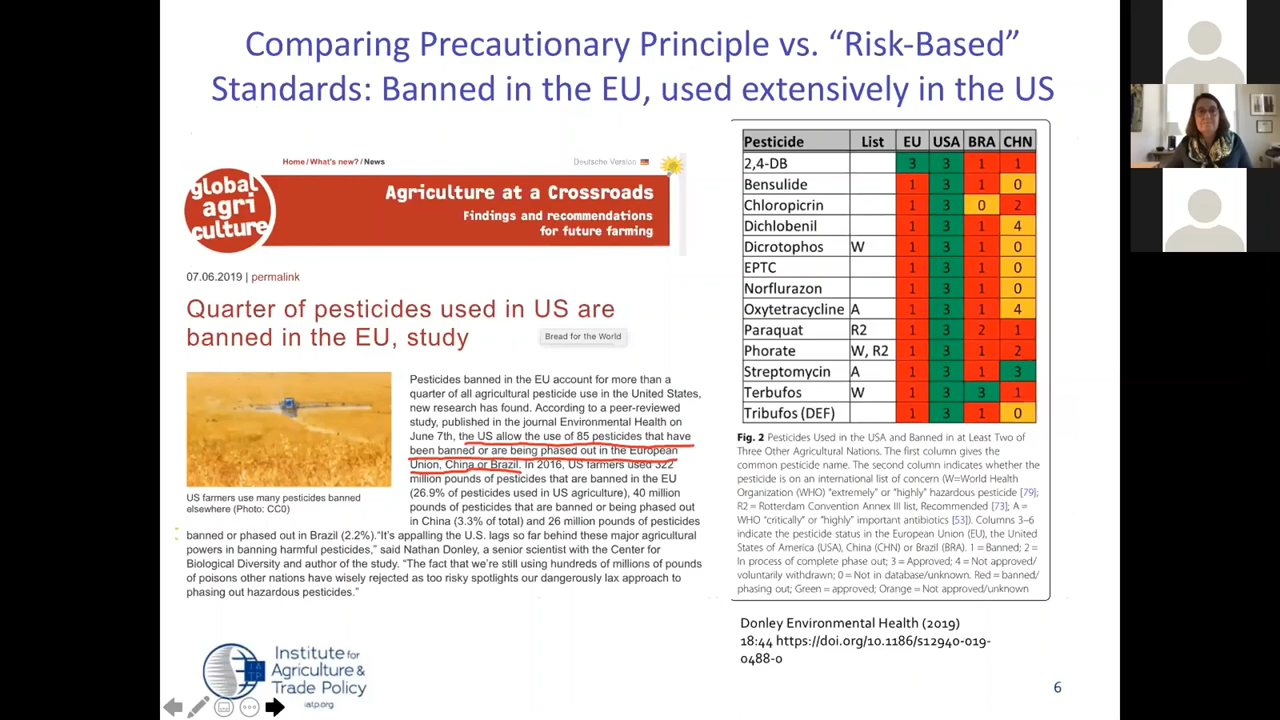 Comparing Precautionary Principle vs. “Risk-Based”
Standards: Banned in the EU, used extensively in the US
Home / What's new? / News
Deutsche Version
global
agri
culture
Agriculture at a Crossroads
Findings and recommendations
for future farming
07.06.2019 | permalink
Quarter of pesticides used in US are
banned in the EU, study
Bread for the World
Pesticides banned in the EU account for more than a
quarter of all agricultural pesticide use in the United States,
new research has found. According to a peer-reviewed
study, published in the journal Environmental Health on
June 7th, the US allow the use of 85 pesticides that have
been banned or are being phased out in the European
Union, China or Brazil. In 2016, US farmers used 322
million pounds of pesticides that are banned in the EU
(26.9% of pesticides used in US agriculture), 40 million
pounds of pesticides that are banned or being phased out
in China (3.3% of total) and 26 million pounds of pesticides
banned or phased out in Brazil (2.2%).“It's appalling the U.S. lags so far behind these major agricultural
powers in banning harmful pesticides,” said Nathan Donley, a senior scientist with the Center for
Biological Diversity and author of the study. “The fact that we're still using hundreds of millions of pounds
of poisons other nations have wisely rejected as too risky spotlights our dangerously lax approach to
phasing out hazardous pesticides.”
US farmers use many pesticides banned
elsewhere (Photo: CC0)
Pesticide List EU USA BRA CHN
2,4-DB 3 3 1 1
Bensulide 1 3 1 0
Chloropicrin 1 3 0 2
Dichlobenil 1 3 1 4
Dicrotophos W 1 3 1 0
EPTC 1 3 1 0
Norflurazon 1 3 1 0
Oxytetracycline A 1 3 1 4
Paraquat R2 1 3 2 1
Phorate W, R2 1 3 1 2
Streptomycin A 1 3 1 3
Terbufos W 1 3 3 1
Tribufos (DEF) 1 3 1 0
Fig. 2 Pesticides Used in the USA and Banned in at Least Two of
Three Other Agricultural Nations. The first column gives the
common pesticide name. The second column indicates whether the
pesticide is on an international list of concern (W=World Health
Organization (WHO) “extremely” or “highly” hazardous pesticide [79];
R2 = Rotterdam Convention Annex III list, Recommended [73]; A =
WHO “critically” or “highly” important antibiotics [53]). Columns 3–6
indicate the pesticide status in the European Union (EU), the United
States of America (USA), China (CHN) or Brazil (BRA). 1 = Banned; 2 =
In process of complete phase out; 3 = Approved; 4 = Not approved/
voluntarily withdrawn; 0 = Not in database/unknown. Red = banned/
phasing out; Green = approved; Orange = Not approved/unknown
Donley Environmental Health (2019)
18:44 https://doi.org/10.1186/s12940-019-
0488-0
IATP
Institute for
Agriculture &
Trade Policy
iatp.org
6